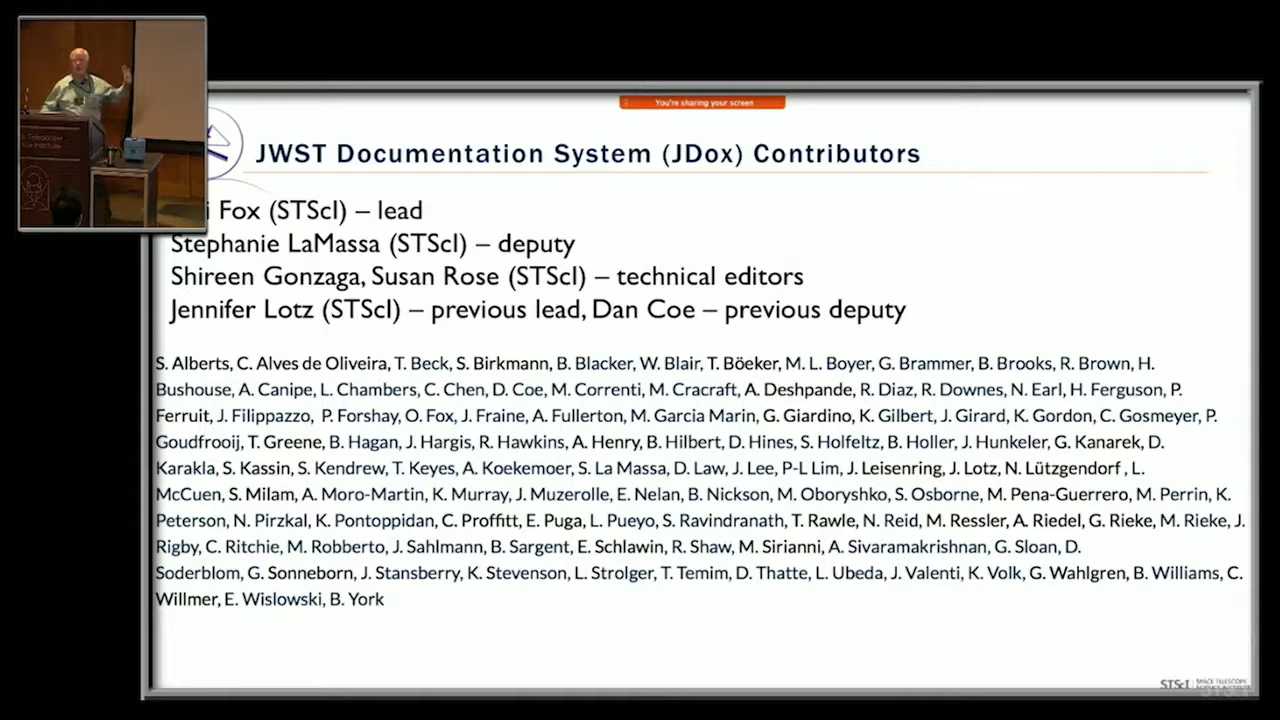 You're sharing your screen
JWST Documentation System (JDox) Contributors
i Fox (STScI) – lead
Stephanie LaMassa (STScI) – deputy
Shireen Gonzaga, Susan Rose (STScI) – technical editors
Jennifer Lotz (STScI) – previous lead, Dan Coe – previous deputy
S. Alberts, C. Alves de Oliveira, T. Beck, S. Birkmann, B. Blacker, W. Blair, T. Böeker, M. L. Boyer, G. Brammer, B. Brooks, R. Brown, H.
Bushouse, A. Canipe, L. Chambers, C. Chen, D. Coe, M. Correnti, M. Cracraft, A. Deshpande, R. Diaz, R. Downes, N. Earl, H. Ferguson, P.
Ferruit, J. Filippazzo, P. Forshay, O. Fox, J. Fraine, A. Fullerton, M. Garcia Marin, G. Giardino, K. Gilbert, J. Girard, K. Gordon, C. Gosmeyer, P.
Goudfrooij, T. Greene, B. Hagan, J. Hargis, R. Hawkins, A. Henry, B. Hilbert, D. Hines, S. Holfeltz, B. Holler, J. Hunkeler, G. Kanarek, D.
Karakla, S. Kassin, S. Kendrew, T. Keyes, A. Koekemoer, S. La Massa, D. Law, J. Lee, P-L Lim, J. Leisenring, J. Lotz, N. Lützgendorf , L.
McCuen, S. Milam, A. Moro-Martin, K. Murray, J. Muzerolle, E. Nelan, B. Nickson, M. Oboryshko, S. Osborne, M. Pena-Guerrero, M. Perrin, K.
Peterson, N. Pirzkal, K. Pontoppidan, C. Proffitt, E. Puga, L. Pueyo, S. Ravindranath, T. Rawle, N. Reid, M. Ressler, A. Riedel, G. Rieke, M. Rieke, J.
Rigby, C. Ritchie, M. Robberto, J. Sahlmann, B. Sargent, E. Schlawin, R. Shaw, M. Sirianni, A. Sivaramakrishnan, G. Sloan, D.
Soderblom, G. Sonneborn, J. Stansberry, K. Stevenson, L. Strolger, T. Temim, D. Thatte, L. Ubeda, J. Valenti, K. Volk, G. Wahlgren, B. Williams, C.
Willmer, E. Wislowski, B. York
STScI | SPACE TELESCOPE
SCIENCE INSTITUTE